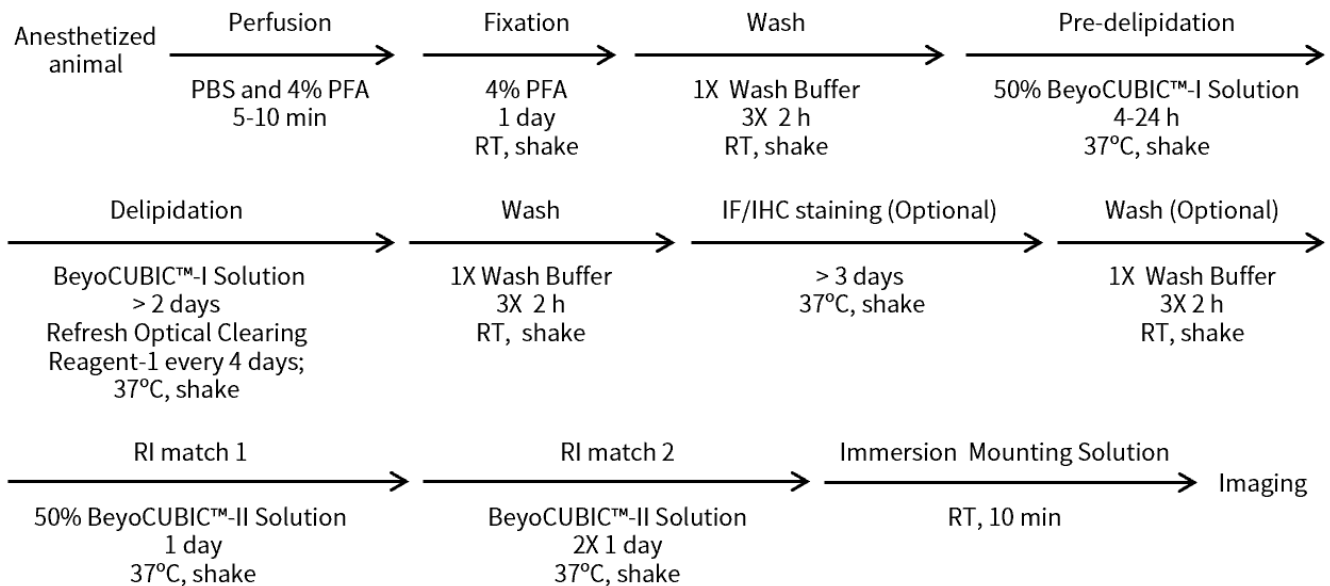 Anesthetized
animal
Perfusion
PBS and 4% PFA
5-10 min
Fixation
4% PFA
1 day
RT, shake
Wash
1X Wash Buffer
3X 2 h
RT, shake
Pre-delipidation
50% BeyoCUBIC™-I Solution
4-24 h
37ºC, shake
Delipidation
BeyoCUBIC™-I Solution
> 2 days
Refresh Optical Clearing
Reagent-1 every 4 days;
37ºC, shake
Wash
1X Wash Buffer
3X 2 h
RT, shake
IF/IHC staining (Optional)
> 3 days
37ºC, shake
Wash (Optional)
1X Wash Buffer
3X 2 h
RT, shake
RI match 1
50% BeyoCUBIC™-II Solution
1 day
37ºC, shake
RI match 2
BeyoCUBIC™-II Solution
2X 1 day
37ºC, shake
Immersion Mounting Solution
RT, 10 min
Imaging